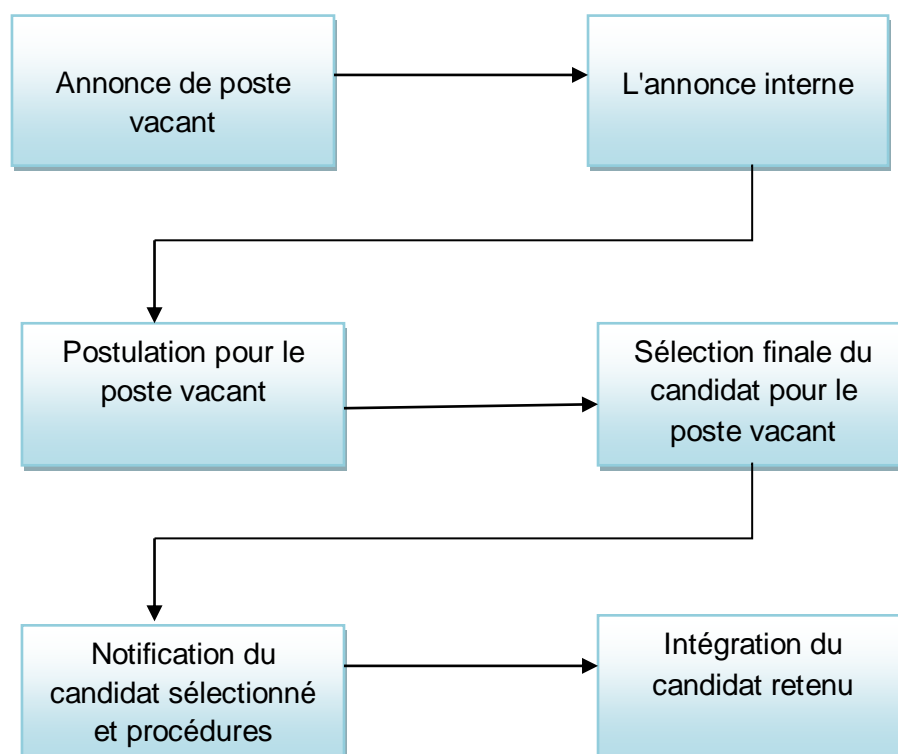 Annonce de poste
vacant
L'annonce interne
Postulation pour le
poste vacant
Sélection finale du
candidat pour le
poste vacant
Notification du
candidat sélectionné
et procédures
Intégration du
candidat retenu